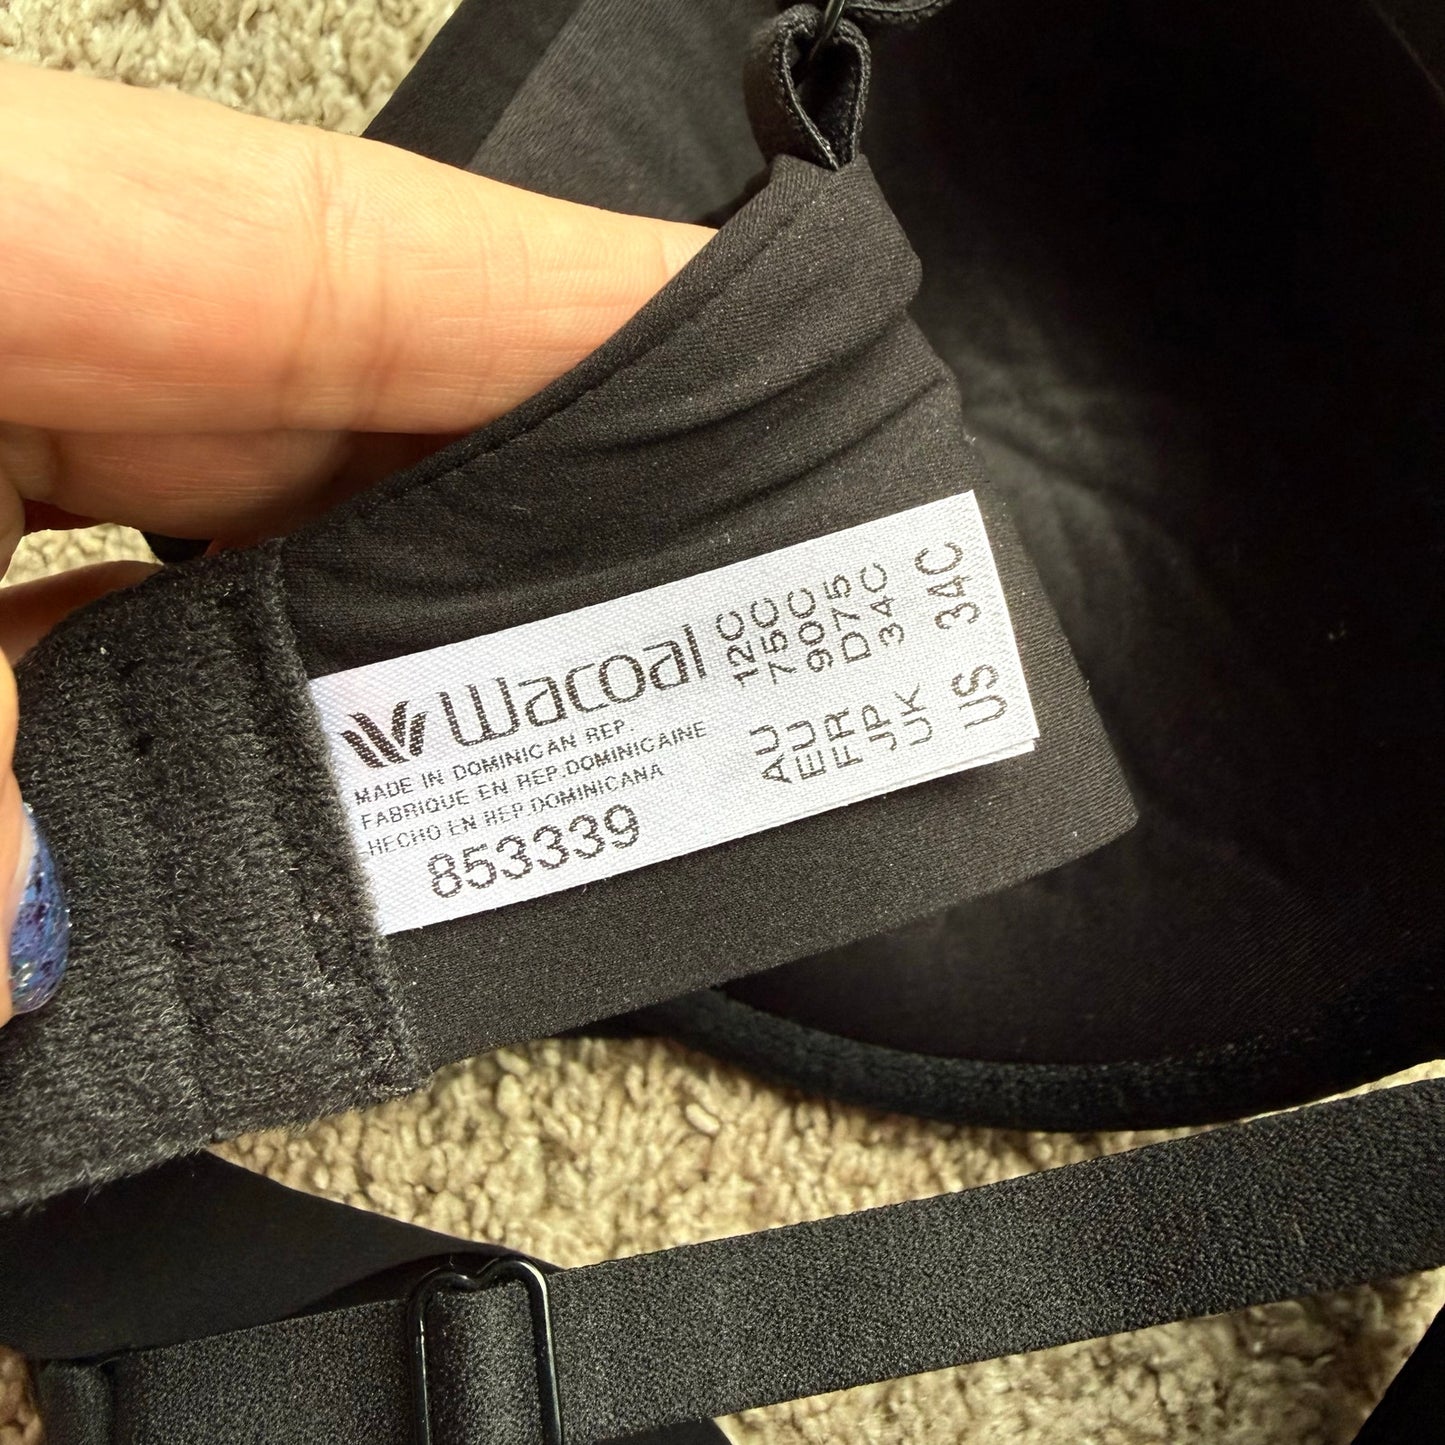 Wacoal
MADE IN DOMINICAN REP.
FABRIQUE EN REP.DOMINICAINE
HECHO EN REP.DOMINICANA
853339
AU 12C
EU 75C
FR 90C
JP D75
UK 34C
US 34C